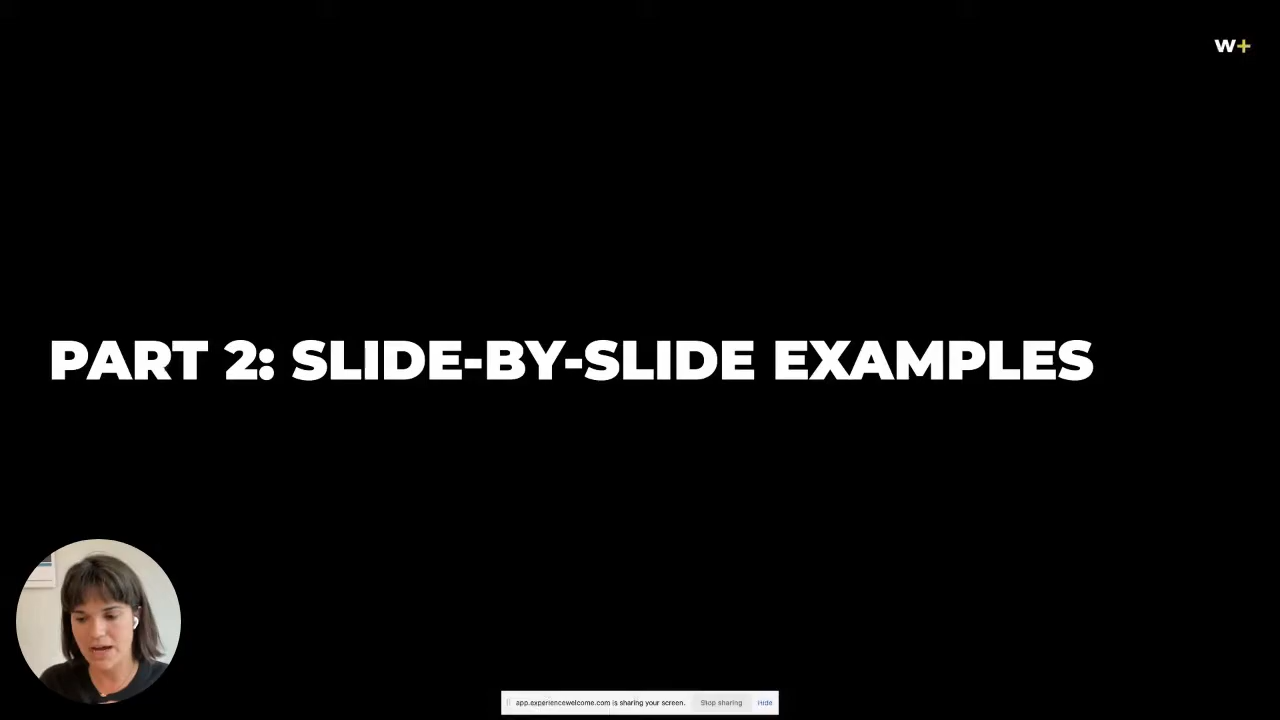 W+
PART 2: SLIDE-BY-SLIDE EXAMPLES
app.experiencewelcome.com is sharing your screen. Stop sharing Hide